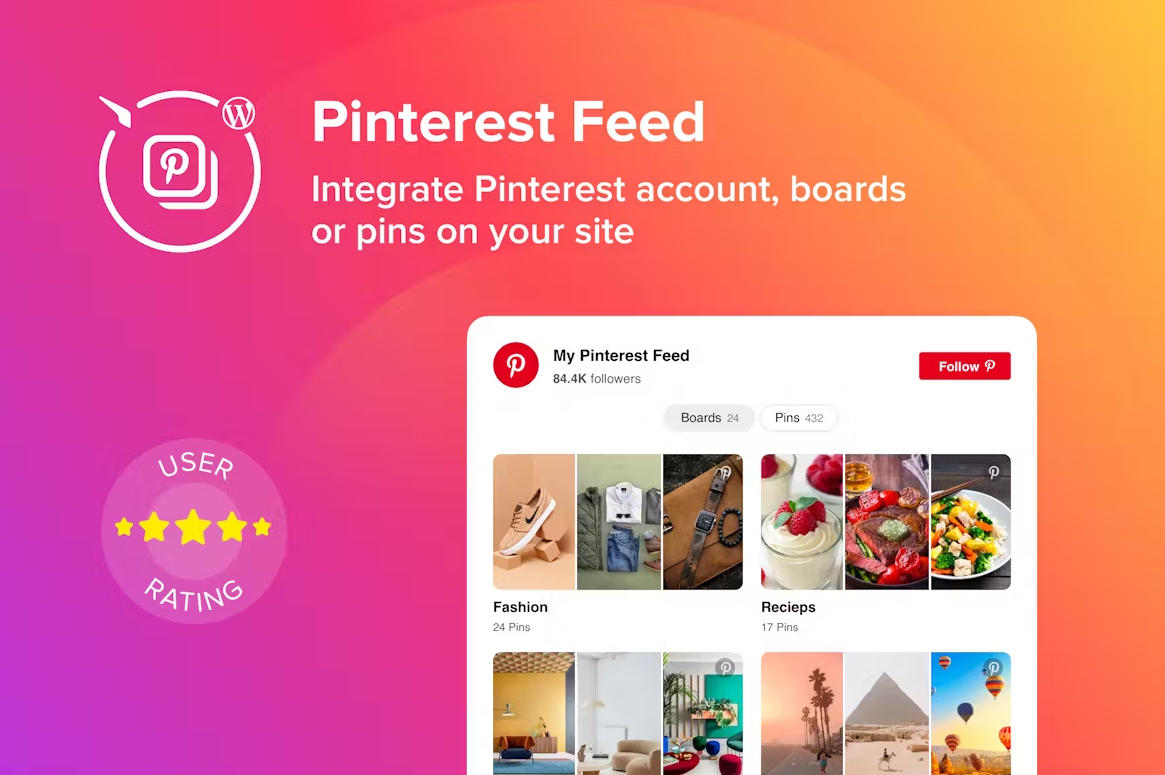 Pinterest Feed
Integrate Pinterest account, boards
or pins on your site
My Pinterest Feed
84.4K followers
Follow
Boards 24
Pins 432
USER
RATING
Fashion
24 Pins
Recieps
17 Pins